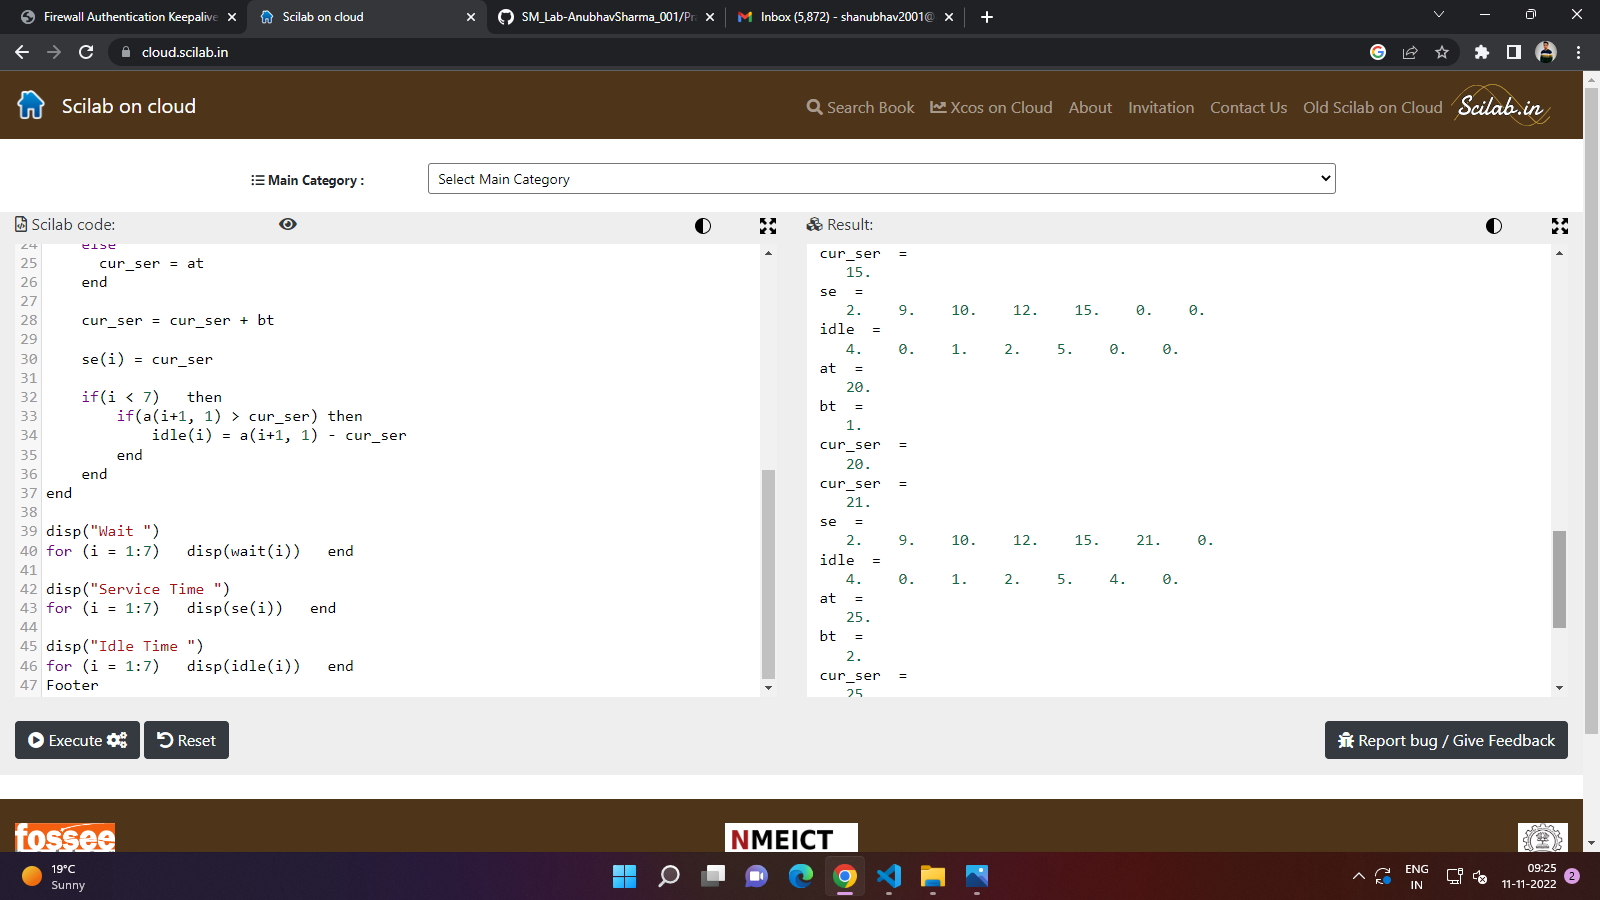 Firewall Authentication Keepalive
Scilab on cloud
SM_Lab-AnubhavSharma_001/Pra
Inbox (5,872) - shanubhav2001@
cloud.scilab.in
Scilab on cloud
Search Book
Xcos on Cloud
About
Invitation
Contact Us
Old Scilab on Cloud
Scilab.in
Main Category :
Select Main Category
Scilab code:
24 else
25 cur_ser = at
26 end
27
28 cur_ser = cur_ser + bt
29
30 se(i) = cur_ser
31
32 if(i < 7) then
33 if(a(i+1, 1) > cur_ser) then
34 idle(i) = a(i+1, 1) - cur_ser
35 end
36 end
37 end
38
39 disp("Wait ")
40 for (i = 1:7) disp(wait(i)) end
41
42 disp("Service Time ")
43 for (i = 1:7) disp(se(i)) end
44
45 disp("Idle Time ")
46 for (i = 1:7) disp(idle(i)) end
47 Footer
Result:
cur_ser =
15.
se =
2. 9. 10. 12. 15. 0. 0.
idle =
4. 0. 1. 2. 5. 0. 0.
at =
20.
bt =
1.
cur_ser =
20.
cur_ser =
21.
se =
2. 9. 10. 12. 15. 21. 0.
idle =
4. 0. 1. 2. 5. 4. 0.
at =
25.
bt =
2.
cur_ser =
25
Execute
Reset
Report bug / Give Feedback
fossee
NMEICT
19°C
Sunny
ENG
IN
09:25
11-11-2022
2